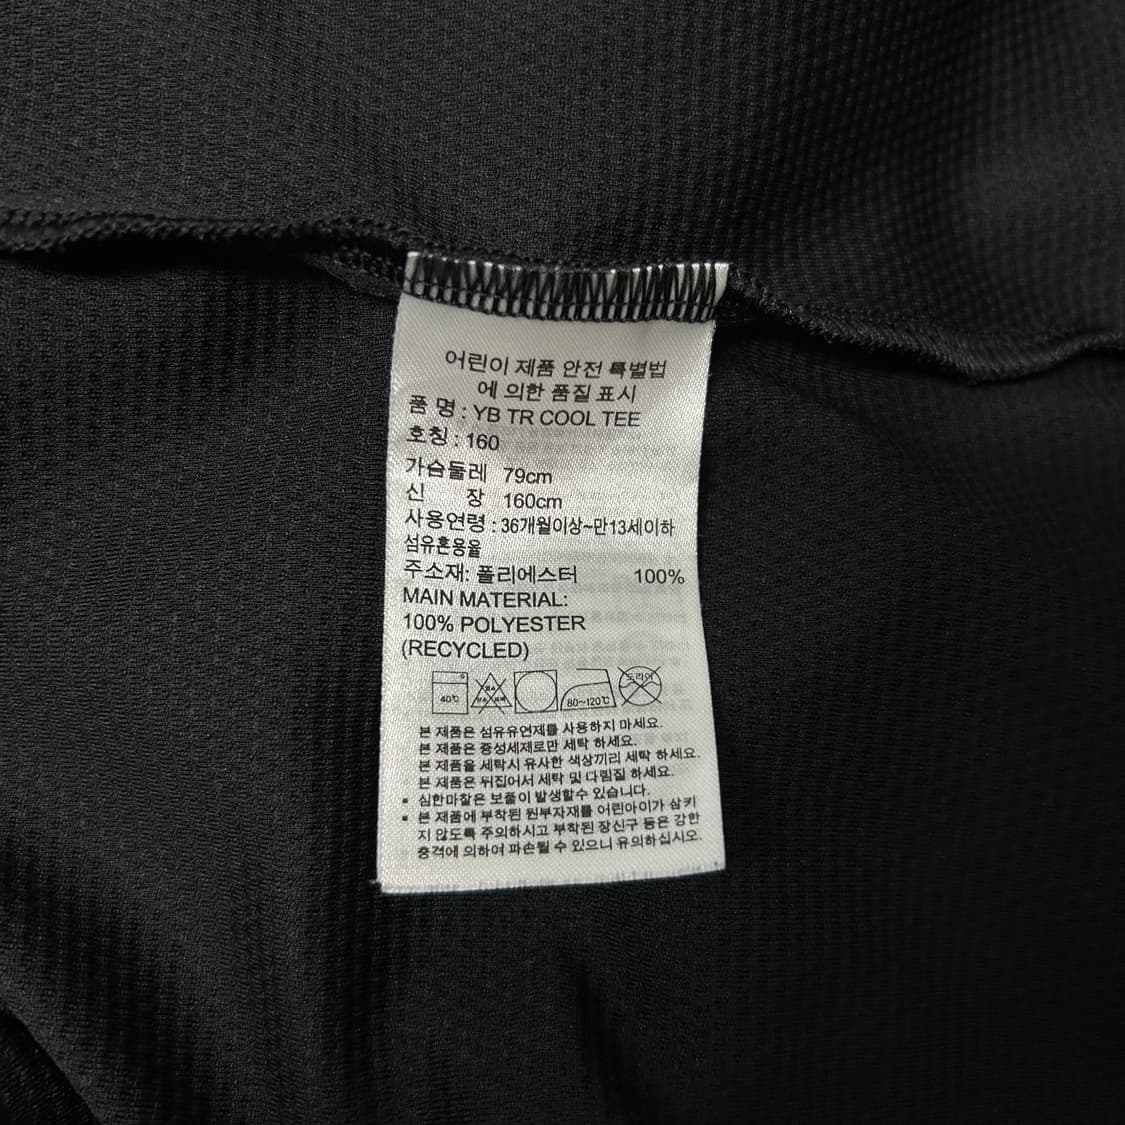 어린이 제품 안전 특별법
에 의한 품질 표시
품 명 : YB TR COOL TEE
호칭 : 160
가슴둘레 79cm
신 장 160cm
사용연령 : 36개월이상~만13세이하
섬유혼용율
주소재: 폴리에스터 100%
MAIN MATERIAL:
100% POLYESTER
(RECYCLED)
40℃ 80~120℃ 드라이
본 제품은 섬유유연제를 사용하지 마세요.
본 제품은 중성세제로만 세탁 하세요.
본 제품을 세탁시 유사한 색상끼리 세탁 하세요.
본 제품은 뒤집어서 세탁 및 다림질 하세요.
▪ 심한마찰은 보풀이 발생할수 있습니다.
▪ 본 제품에 부착된 원부자재를 어린아이가 삼키
지 않도록 주의하시고 부착된 장신구 등은 강한
충격에 의하여 파손될 수 있으니 유의하십시오.